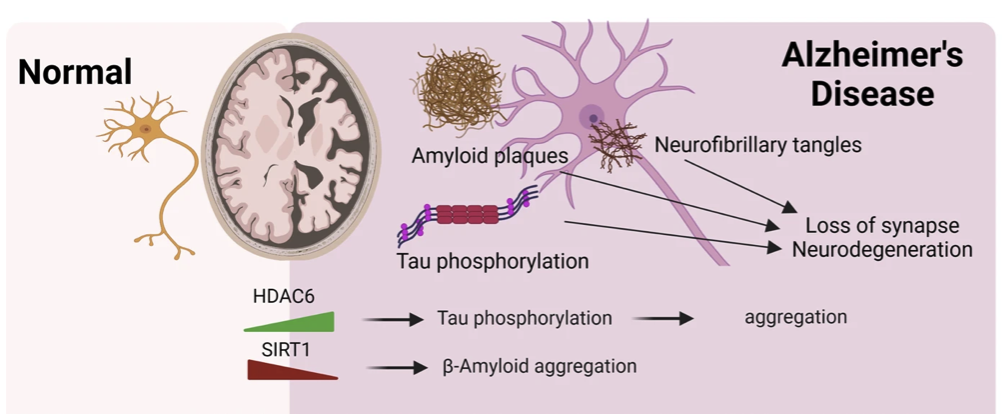 Normal
Alzheimer's
Disease
Amyloid plaques
Neurofibrillary tangles
Loss of synapse
Neurodegeneration
Tau phosphorylation
HDAC6
Tau phosphorylation
aggregation
SIRT1
β-Amyloid aggregation